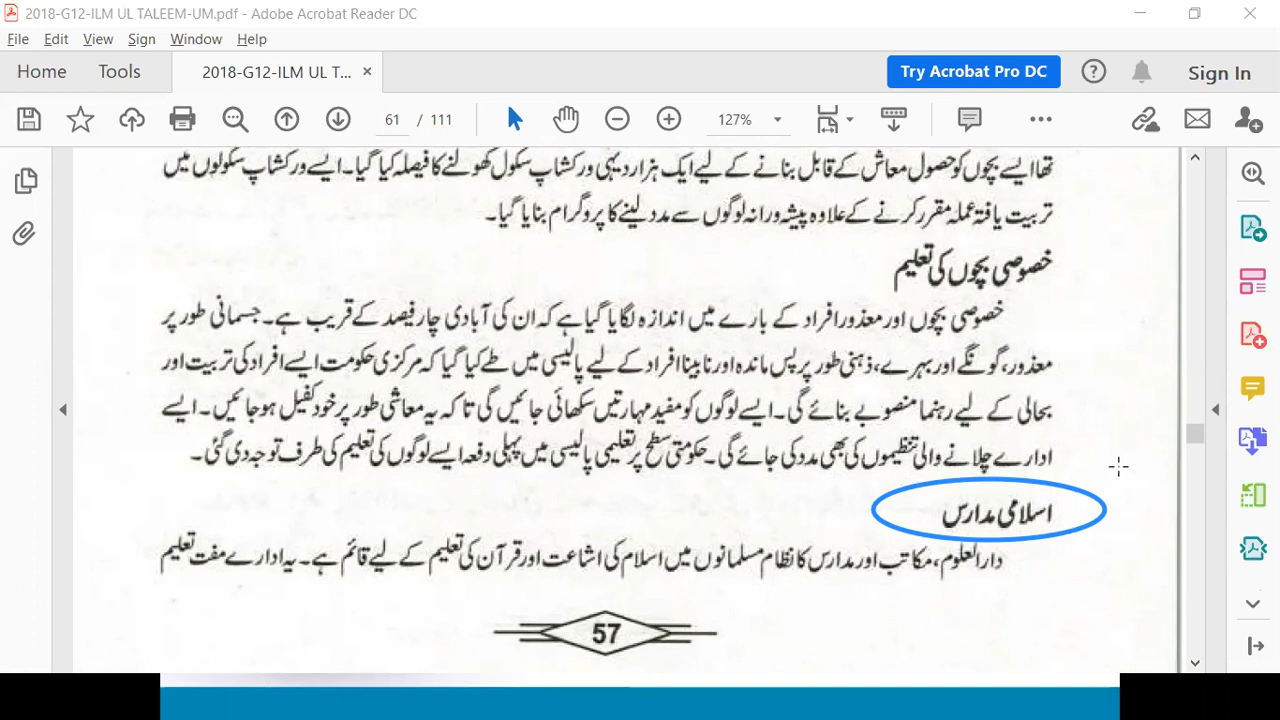 2018-G12-ILM UL TALEEM-UM.pdf - Adobe Acrobat Reader DC
File Edit View Sign Window Help
Home Tools 2018-G12-ILM UL T... × Try Acrobat Pro DC Sign In
61 / 111 127%
تھا ایسے بچوں کو حصول معاش کے قابل بنانے کے لیے ایک ہزار دیہی ورکشاپ سکول کھولنے کا فیصلہ کیا گیا۔ ایسے ورکشاپ سکولوں میں
تربیت یافتہ عملہ مقرر کرنے کے علاوہ پیشہ ورانہ لوگوں سے مدد لینے کا پروگرام بنایا گیا۔
خصوصی بچوں کی تعلیم
خصوصی بچوں اور معذور افراد کے بارے میں اندازہ لگایا گیا ہے کہ ان کی آبادی چار فیصد کے قریب ہے۔ جسمانی طور پر
معذور، گونگے اور بہرے، ذہنی طور پر پس ماندہ اور نابینا افراد کے لیے پالیسی میں طے کیا گیا کہ مرکزی حکومت ایسے افراد کی تربیت اور
بحالی کے لیے رہنما منصوبے بنائے گی۔ ایسے لوگوں کو مفید مہارتیں سکھائی جائیں گی تا کہ یہ معاشی طور پر خود کفیل ہو جائیں۔ ایسے
ادارے چلانے والی تنظیموں کی بھی مدد کی جائے گی۔ حکومتی سطح پر تعلیمی پالیسی میں پہلی دفعہ ایسے لوگوں کی تعلیم کی طرف توجہ دی گئی۔
اسلامی مدارس
دارالعلوم، مکاتب اور مدارس کا نظام مسلمانوں میں اسلام کی اشاعت اور قرآن کی تعلیم کے لیے قائم ہے۔ یہ ادارے مفت تعلیم
57